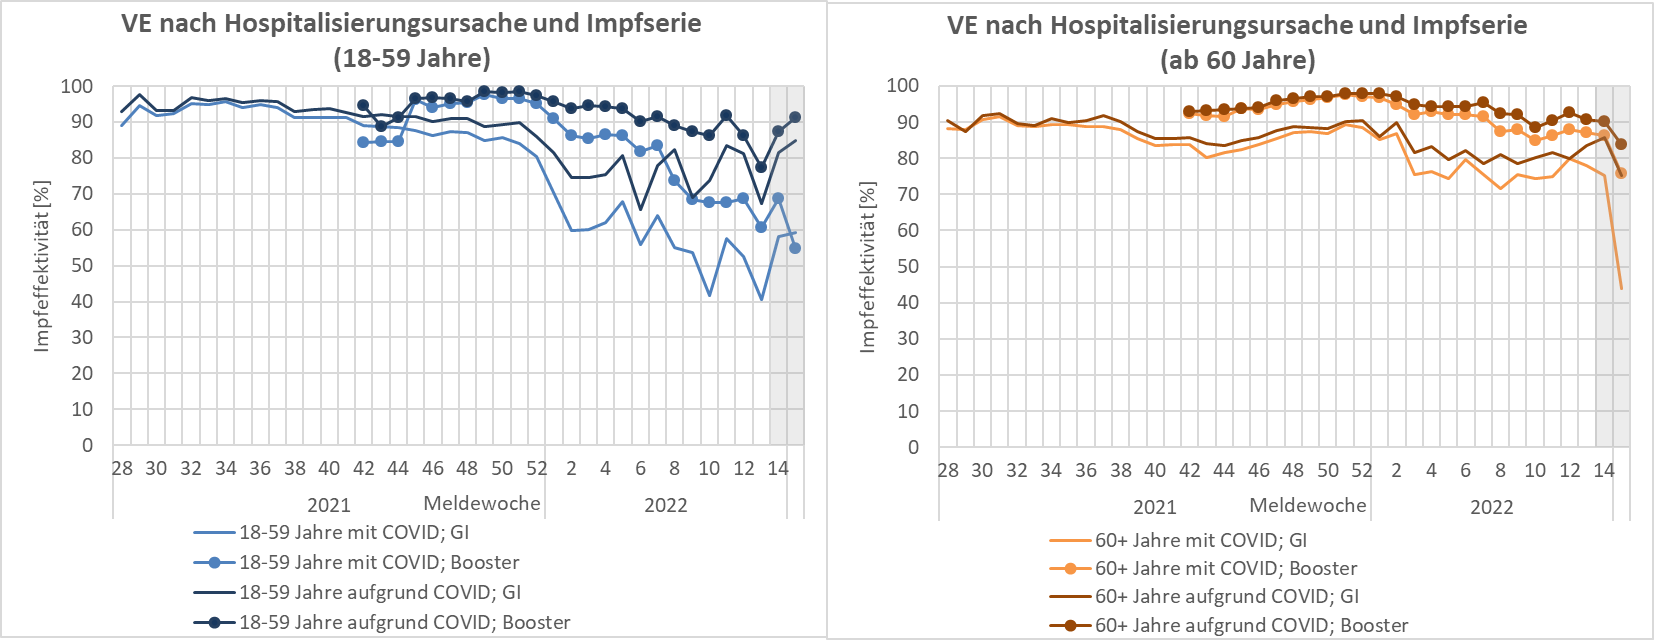 VE nach Hospitalisierungsursache und Impfserie
(18-59 Jahre)
Impfeffektivität [%]
100
90
80
70
60
50
40
30
20
10
0
28 30 32 34 36 38 40 42 44 46 48 50 52 2 4 6 8 10 12 14
2021 Meldewoche 2022
18-59 Jahre mit COVID; GI
18-59 Jahre mit COVID; Booster
18-59 Jahre aufgrund COVID; GI
18-59 Jahre aufgrund COVID; Booster
VE nach Hospitalisierungsursache und Impfserie
(ab 60 Jahre)
Impfeffektivität [%]
100
90
80
70
60
50
40
30
20
10
0
28 30 32 34 36 38 40 42 44 46 48 50 52 2 4 6 8 10 12 14
2021 Meldewoche 2022
60+ Jahre mit COVID; GI
60+ Jahre mit COVID; Booster
60+ Jahre aufgrund COVID; GI
60+ Jahre aufgrund COVID; Booster